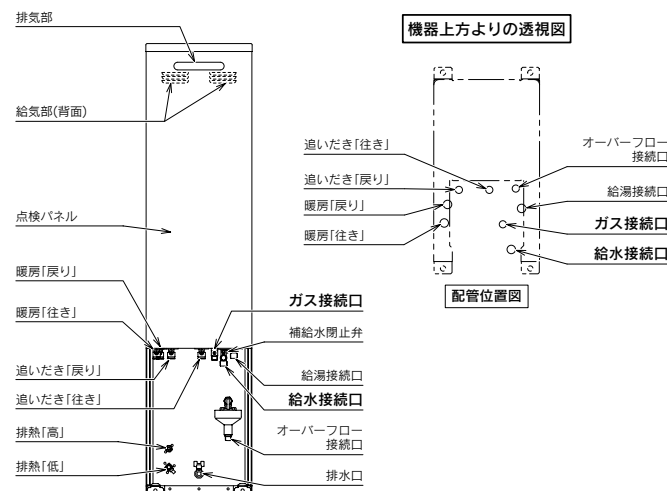 排気部
給気部(背面)
点検パネル
暖房「戻り」
暖房「往き」
追いだき「戻り」
追いだき「往き」
排熱「高」
排熱「低」
ガス接続口
補給水閉止弁
給湯接続口
給水接続口
オーバーフロー
接続口
排水口
機器上方よりの透視図
追いだき「往き」
追いだき「戻り」
暖房「戻り」
暖房「往き」
オーバーフロー
接続口
給湯接続口
ガス接続口
給水接続口
配管位置図